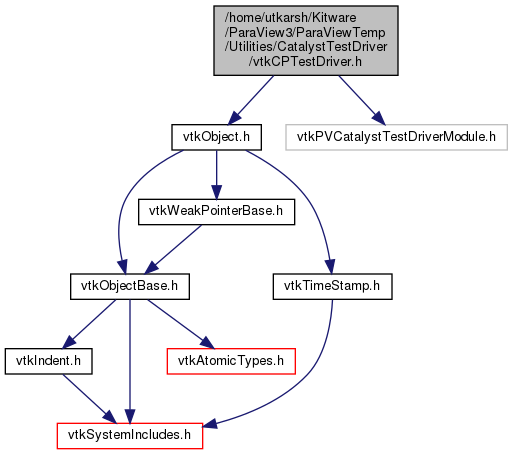 /home/utkarsh/Kitware
/ParaView3/ParaViewTemp
/Utilities/CatalystTestDriver
/vtkCPTestDriver.h
vtkObject.h
vtkPVCatalystTestDriverModule.h
vtkWeakPointerBase.h
vtkObjectBase.h
vtkTimeStamp.h
vtkIndent.h
vtkAtomicTypes.h
vtkSystemIncludes.h